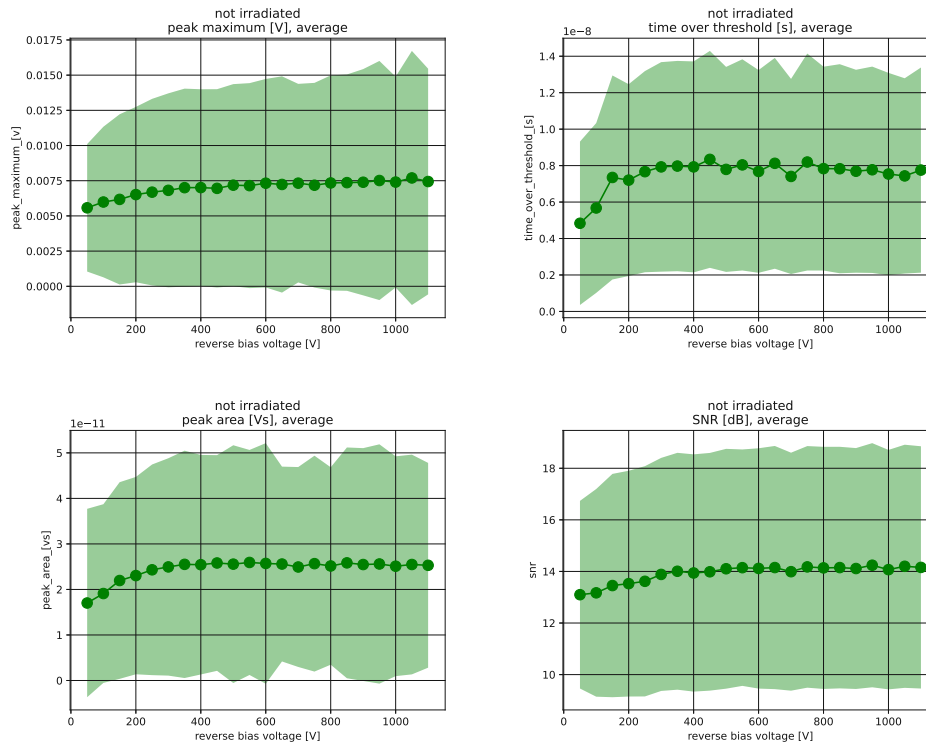 not irradiated
peak maximum [V], average
0.0175
0.0150
0.0125
0.0100
0.0075
0.0050
0.0025
0.0000
peak_maximum_[v]
0
200
400
600
800
1000
reverse bias voltage [V]
not irradiated
time over threshold [s], average
1e−8
1.4
1.2
1.0
0.8
0.6
0.4
0.2
0.0
time_over_threshold_[s]
0
200
400
600
800
1000
reverse bias voltage [V]
not irradiated
peak area [Vs], average
1e−11
5
4
3
2
1
0
peak_area_[vs]
0
200
400
600
800
1000
reverse bias voltage [V]
not irradiated
SNR [dB], average
18
16
14
12
10
snr
0
200
400
600
800
1000
reverse bias voltage [V]